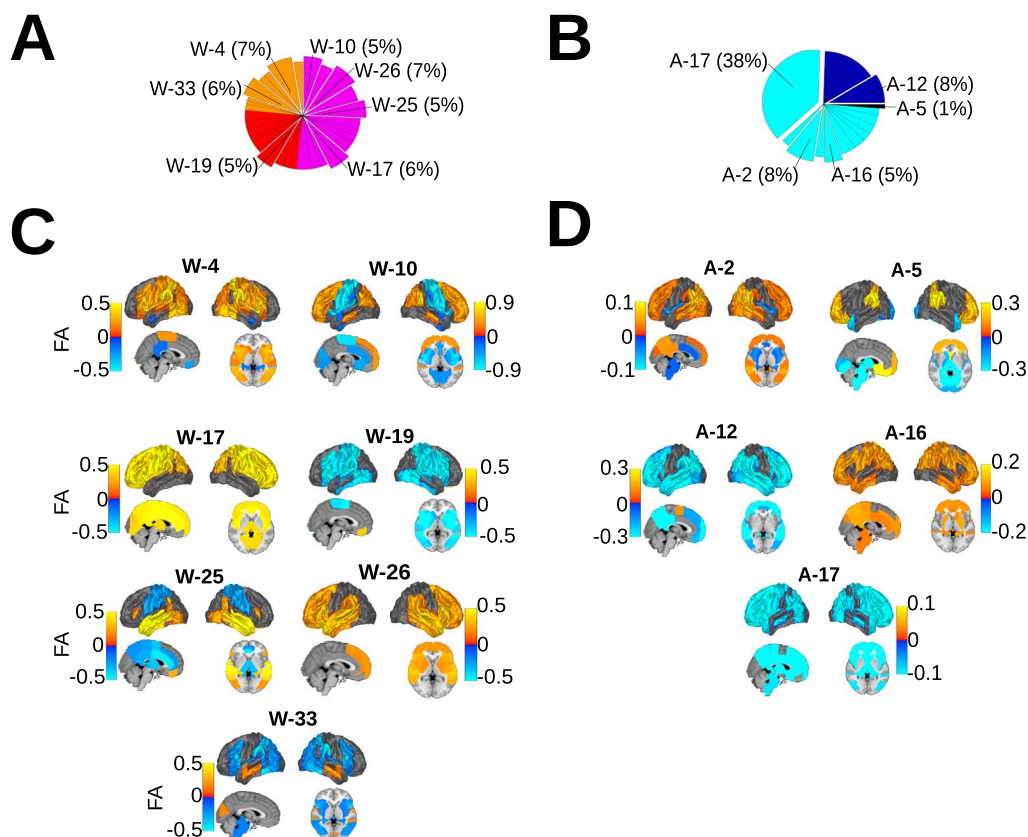 A
W-4 (7%)
W-10 (5%)
W-33 (6%)
W-26 (7%)
W-25 (5%)
W-19 (5%)
W-17 (6%)
B
A-17 (38%)
A-12 (8%)
A-5 (1%)
A-2 (8%)
A-16 (5%)
C
W-4
W-10
FA
0.5
0
-0.5
0.9
0
-0.9
W-17
W-19
0.5
0
-0.5
0.5
0
-0.5
W-25
W-26
FA
0.5
0
-0.5
0.5
0
-0.5
W-33
FA
0.5
0
-0.5
D
A-2
A-5
0.1
0
-0.1
0.3
0
-0.3
A-12
A-16
0.3
0
-0.3
0.2
0
-0.2
A-17
0.1
0
-0.1